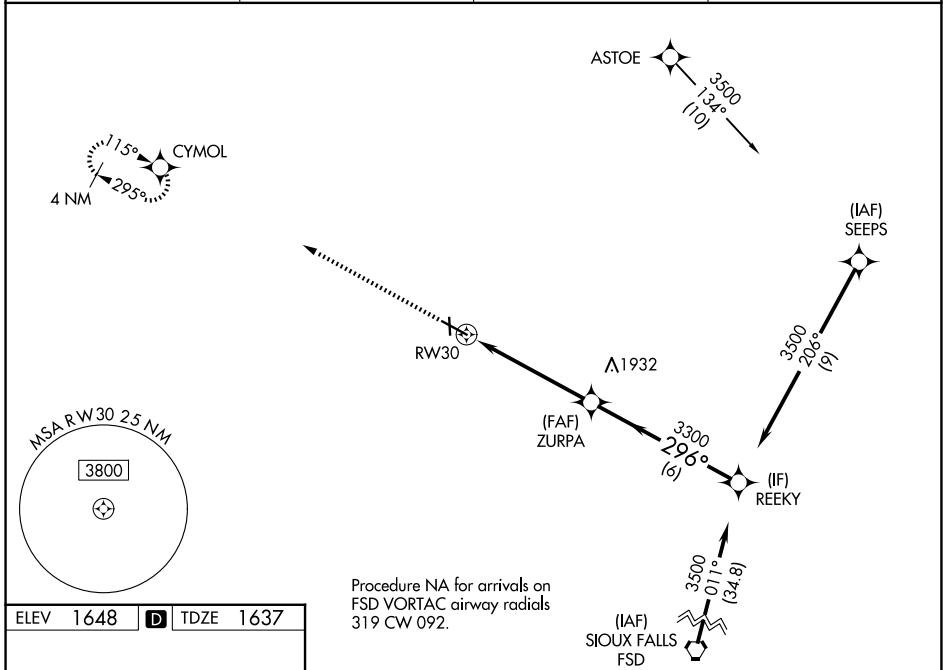 ASTOE
3500
134°
(10)
115°
CYMOL
295°
4 NM
(IAF)
SEEPS
3500
206°
(9)
RW30
1932
(FAF)
ZURPA
3300
296°
(6)
(IF)
REEKY
MSA RW30 25 NM
3800
3500
011°
(34.8)
Procedure NA for arrivals on
FSD VORTAC airway radials
319 CW 092.
(IAF)
SIOUX FALLS
FSD
ELEV 1648 D TDZE 1637